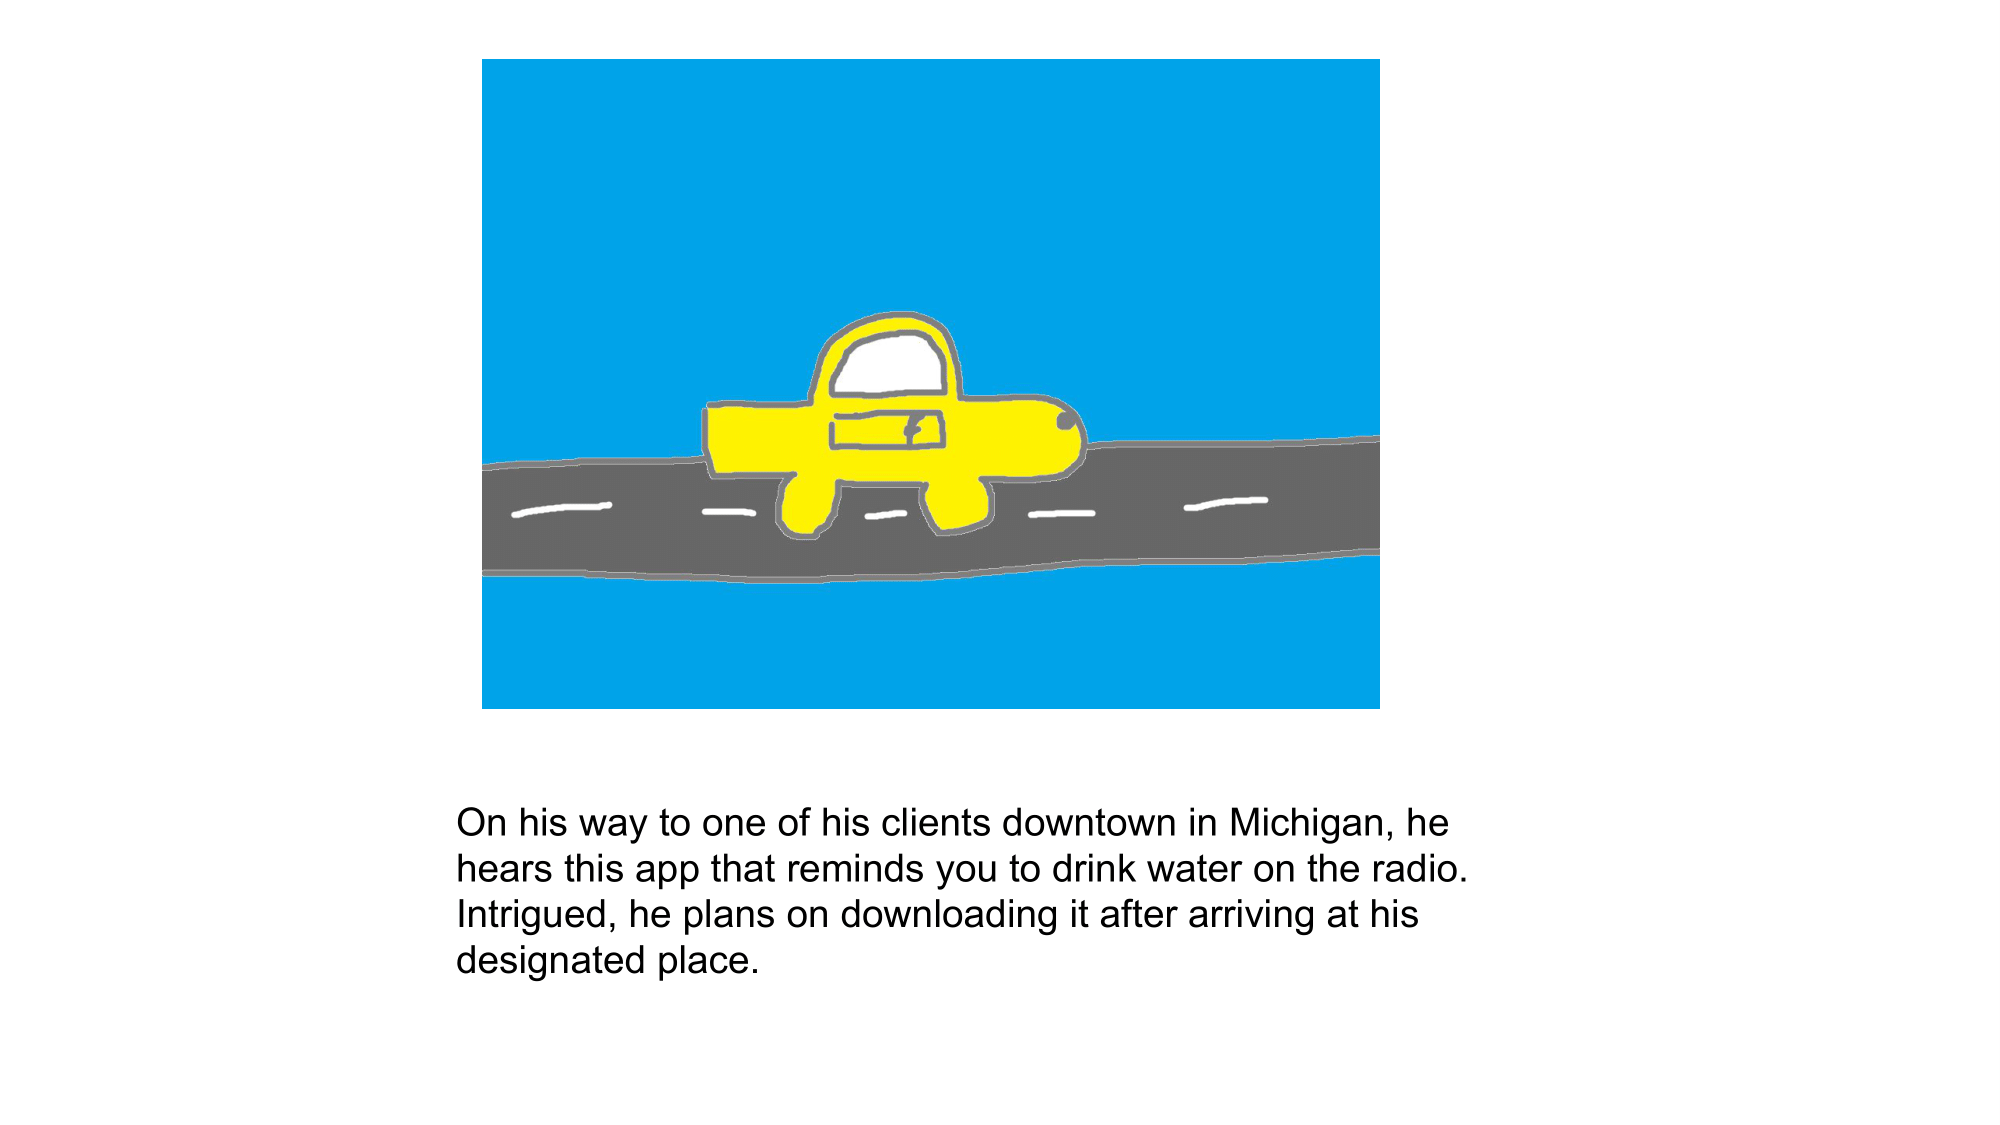 On his way to one of his clients downtown in Michigan, he
hears this app that reminds you to drink water on the radio.
Intrigued, he plans on downloading it after arriving at his
designated place.